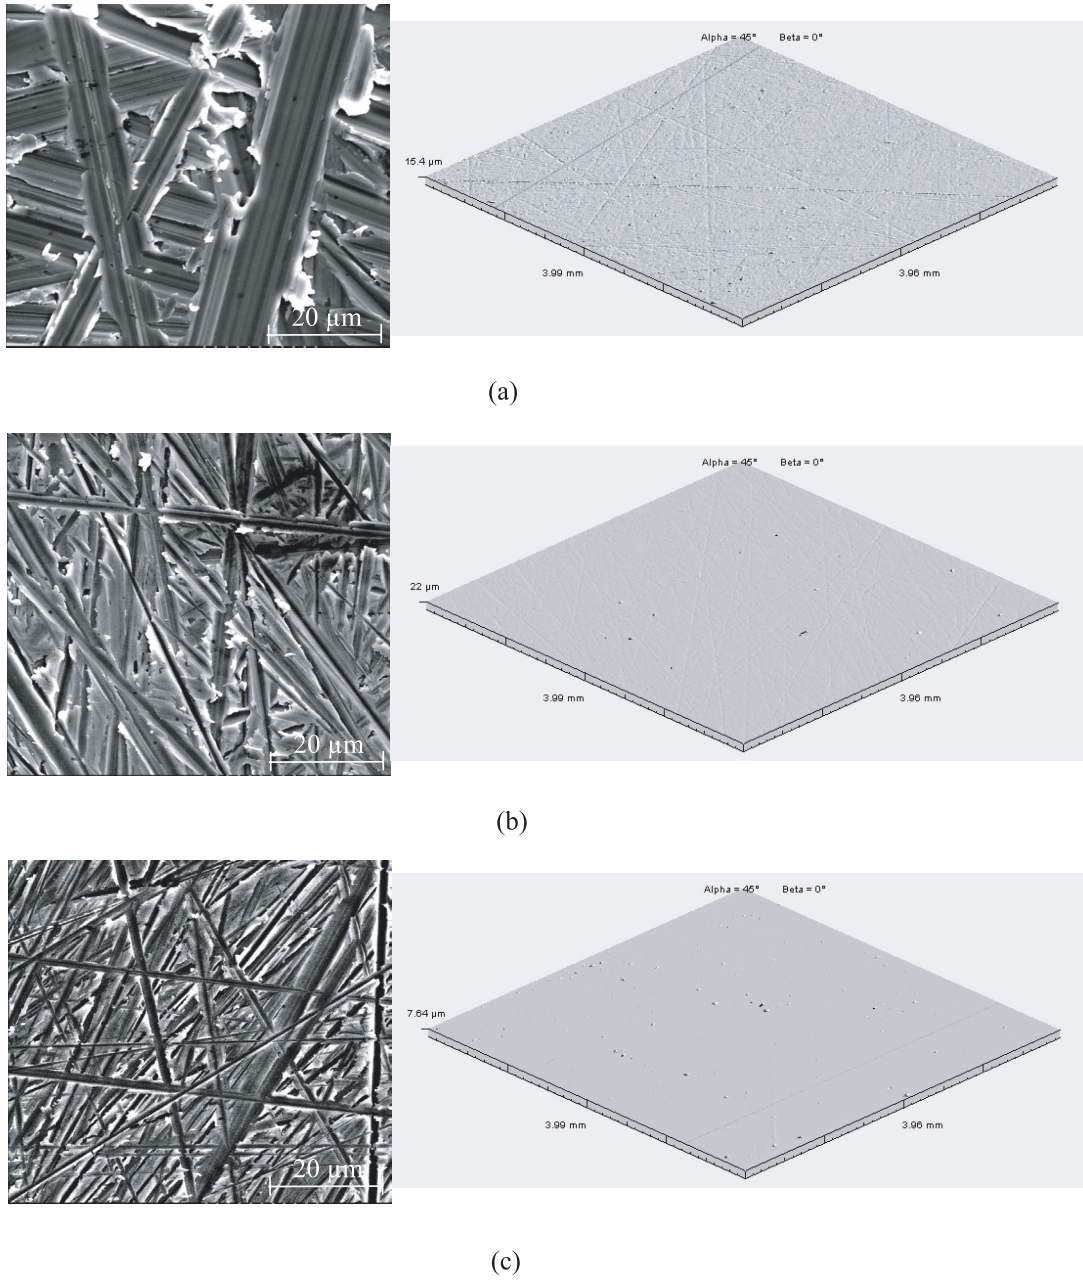 Alpha = 45° Beta = 0°
15.4 µm
3.99 mm 3.96 mm
20 µm
(a)
Alpha = 45° Beta = 0°
22 µm
3.99 mm 3.96 mm
20 µm
(b)
Alpha = 45° Beta = 0°
7.64 µm
3.99 mm 3.96 mm
20 µm
(c)